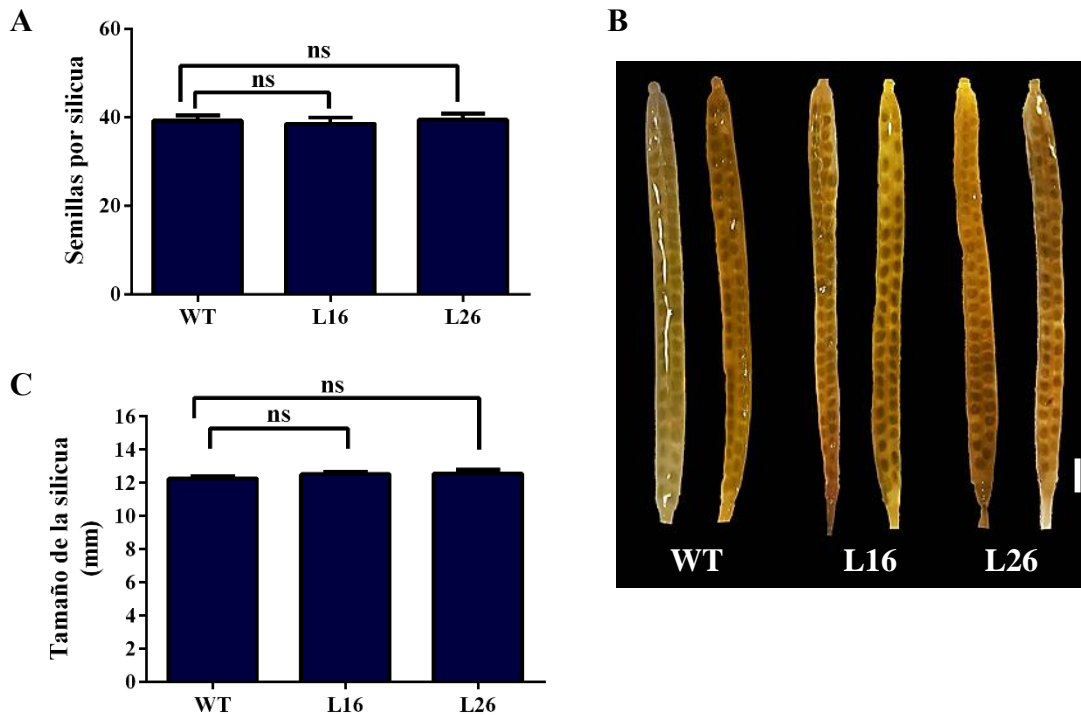 A
60
40
20
0
Semillas por silicua
ns
ns
WT L16 L26
B
WT L16 L26
C
16
14
12
10
8
6
4
2
0
Tamaño de la silicua
(mm)
ns
ns
WT L16 L26